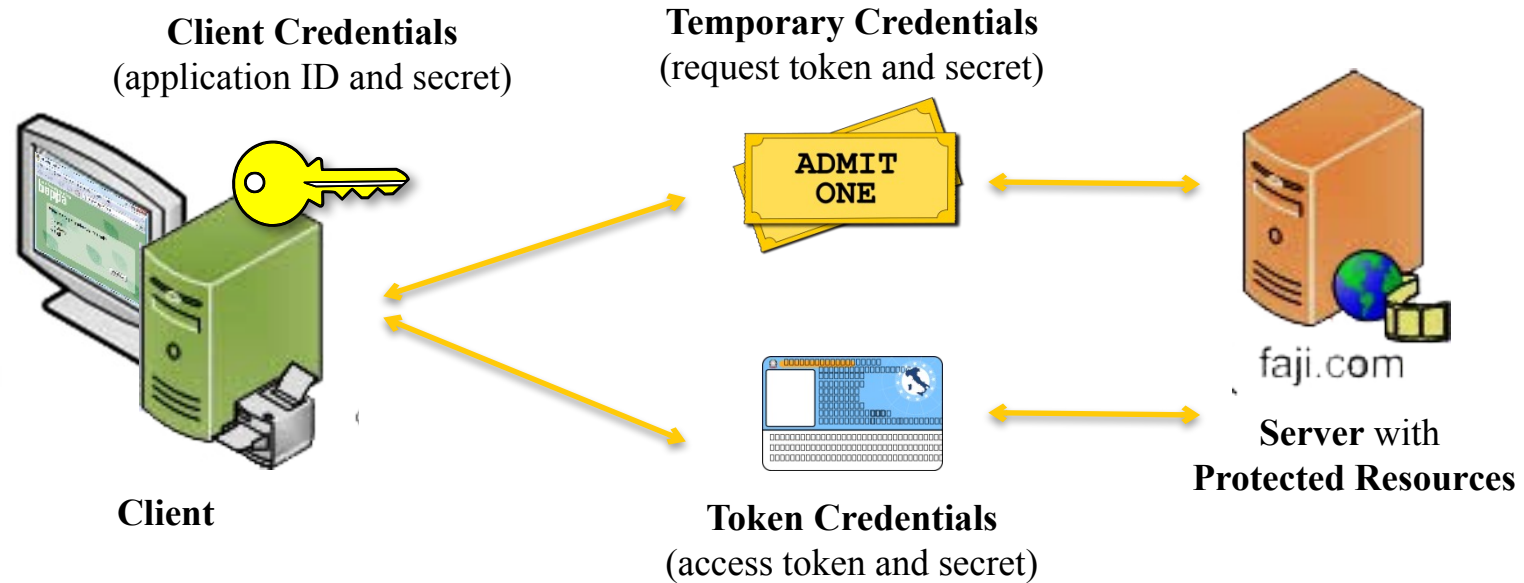 Client Credentials
(application ID and secret)
Temporary Credentials
(request token and secret)
beppa
ADMIT
ONE
faji.com
Server with
Protected Resources
Client
Token Credentials
(access token and secret)